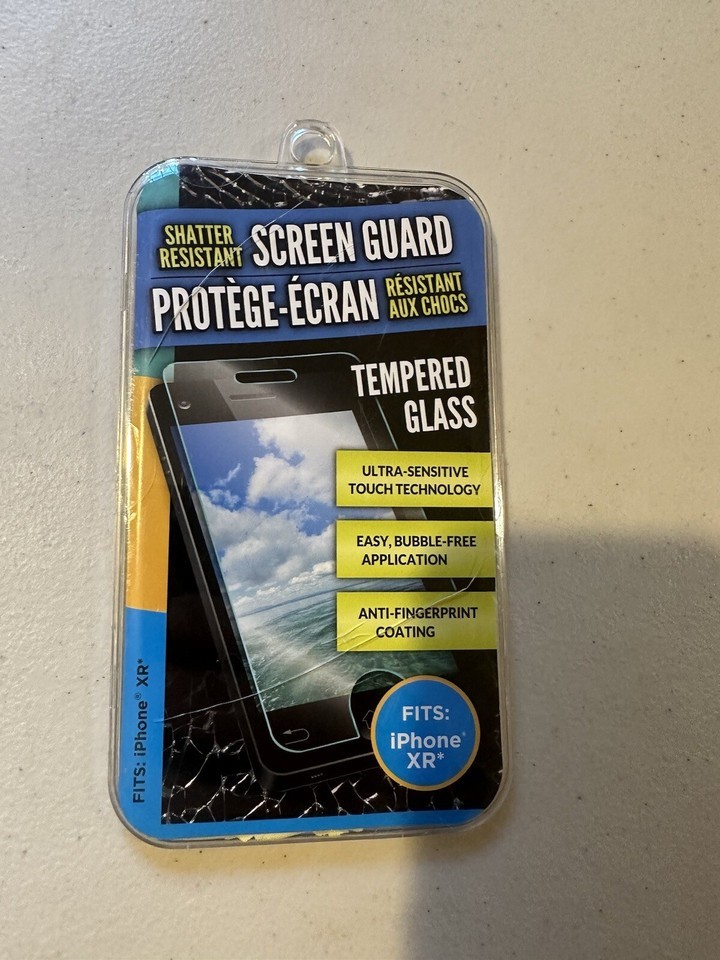 SHATTER
RESISTANT
SCREEN GUARD
PROTÈGE-ÉCRAN
RÉSISTANT
AUX CHOCS
TEMPERED
GLASS
ULTRA-SENSITIVE
TOUCH TECHNOLOGY
EASY, BUBBLE-FREE
APPLICATION
ANTI-FINGERPRINT
COATING
FITS:
iPhone®
XR*
FITS: iPhone® XR*